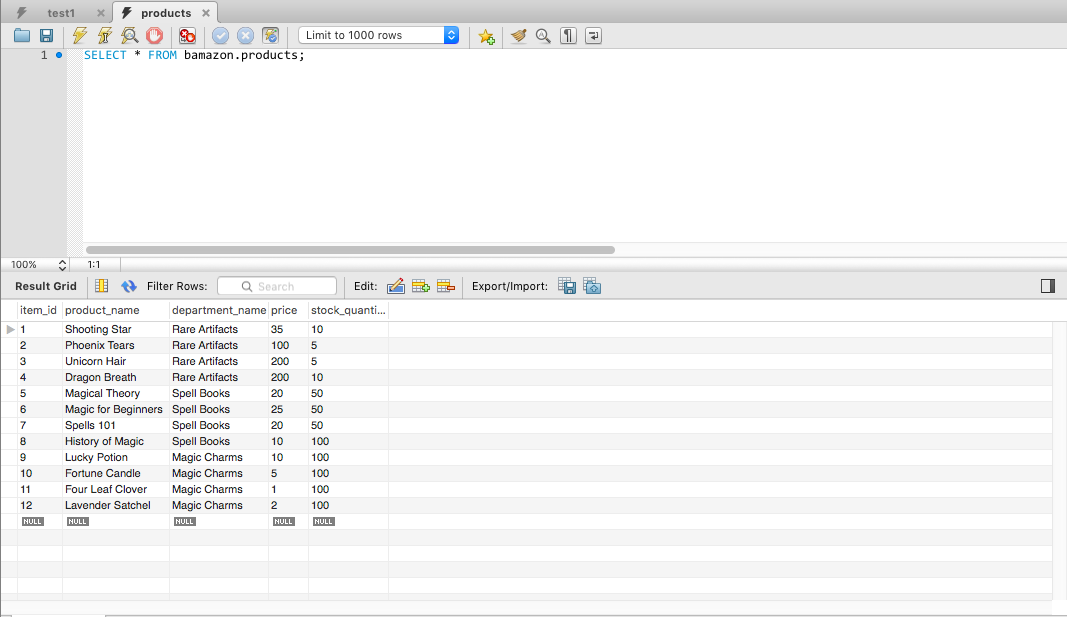 test1 products
Limit to 1000 rows
1 SELECT * FROM bamazon.products;
100% 1:1
Result Grid Filter Rows: Search Edit: Export/Import:
item_id product_name department_name price stock_quanti...
1 Shooting Star Rare Artifacts 35 10
2 Phoenix Tears Rare Artifacts 100 5
3 Unicorn Hair Rare Artifacts 200 5
4 Dragon Breath Rare Artifacts 200 10
5 Magical Theory Spell Books 20 50
6 Magic for Beginners Spell Books 25 50
7 Spells 101 Spell Books 20 50
8 History of Magic Spell Books 10 100
9 Lucky Potion Magic Charms 10 100
10 Fortune Candle Magic Charms 5 100
11 Four Leaf Clover Magic Charms 1 100
12 Lavender Satchel Magic Charms 2 100
NULL NULL NULL NULL NULL